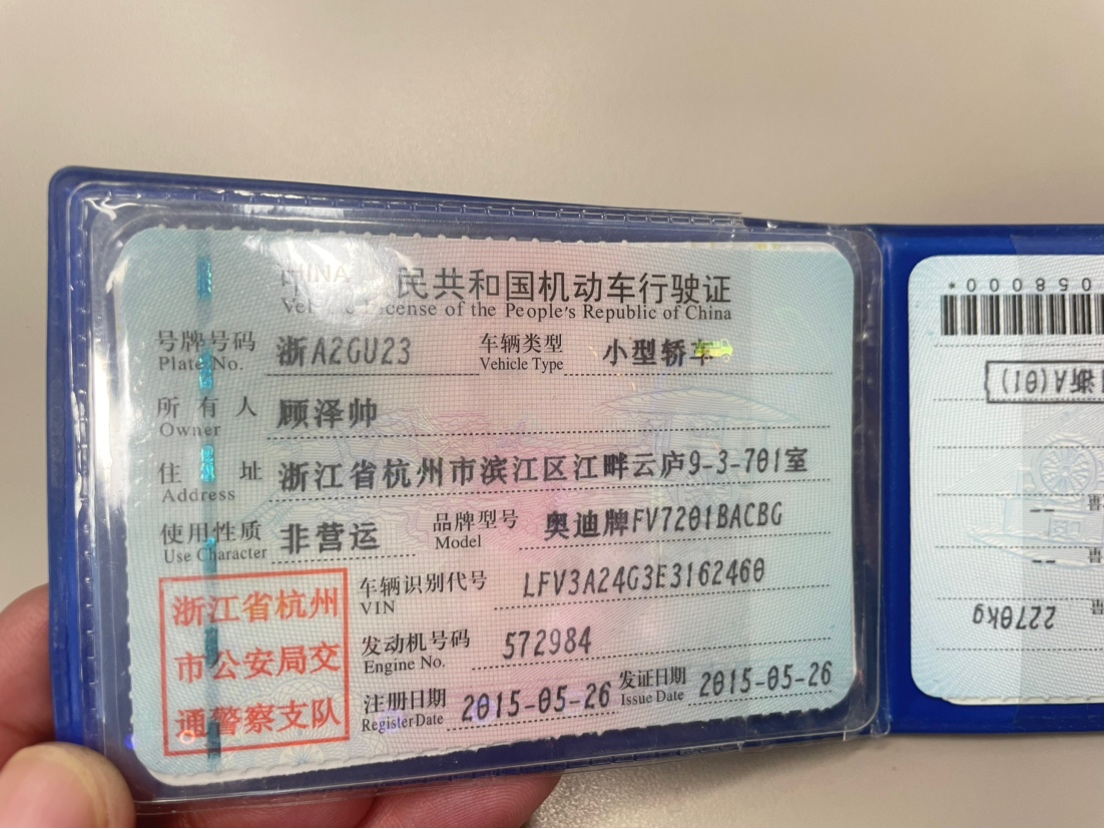 民共和国机动车行驶证
Vehicle License of the People's Republic of China
号牌号码 浙A2GU23 车辆类型 小型轿车
Plate No. Vehicle Type
所有人 顾泽帅
Owner
住址 浙江省杭州市滨江区江畔云庐9-3-701室
Address
使用性质 非营运 品牌型号 奥迪牌FV7201BACBG
Use Character Model
浙江省杭州
市公安局交
通警察支队
车辆识别代号 LFV3A24G3E3162460
VIN
发动机号码 572984
Engine No.
注册日期 2015-05-26 发证日期 2015-05-26
Register Date Issue Date
2270kg
浙A(01)